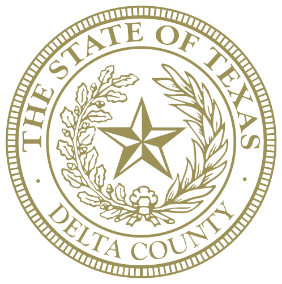 THE STATE OF TEXAS
DELTA COUNTY